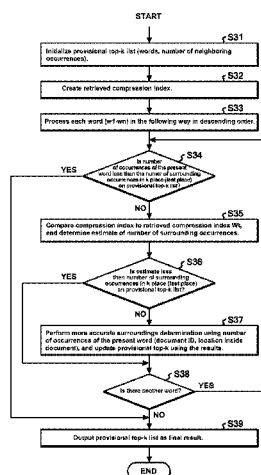 START
S31
Initialize provisional top-k list (words, number of neighboring
occurrences).
S32
Create retrieved compression index.
S33
Process each word (wf-wn) in the following way in descending order.
S34
Is number
of occurrences of the present
word less than the numer of surrounding
occurrences in k place (last place)
on provisional top-k
list?
YES
NO
S35
Compare compression index to retrieved compression index Wt,
and determine estimate of number of surrounding occurrences.
S36
Is estimate less
then number of surrounding
occurrences in k place (last place)
on provisional top-k list?
YES
NO
S37
Perform more accurate surroundings determination using number
of occurrences of the present word (document ID, location inside
document), and update provisional top-k using the results.
S38
Is there another word?
YES
NO
S39
Output provisional top-k list as final result.
END